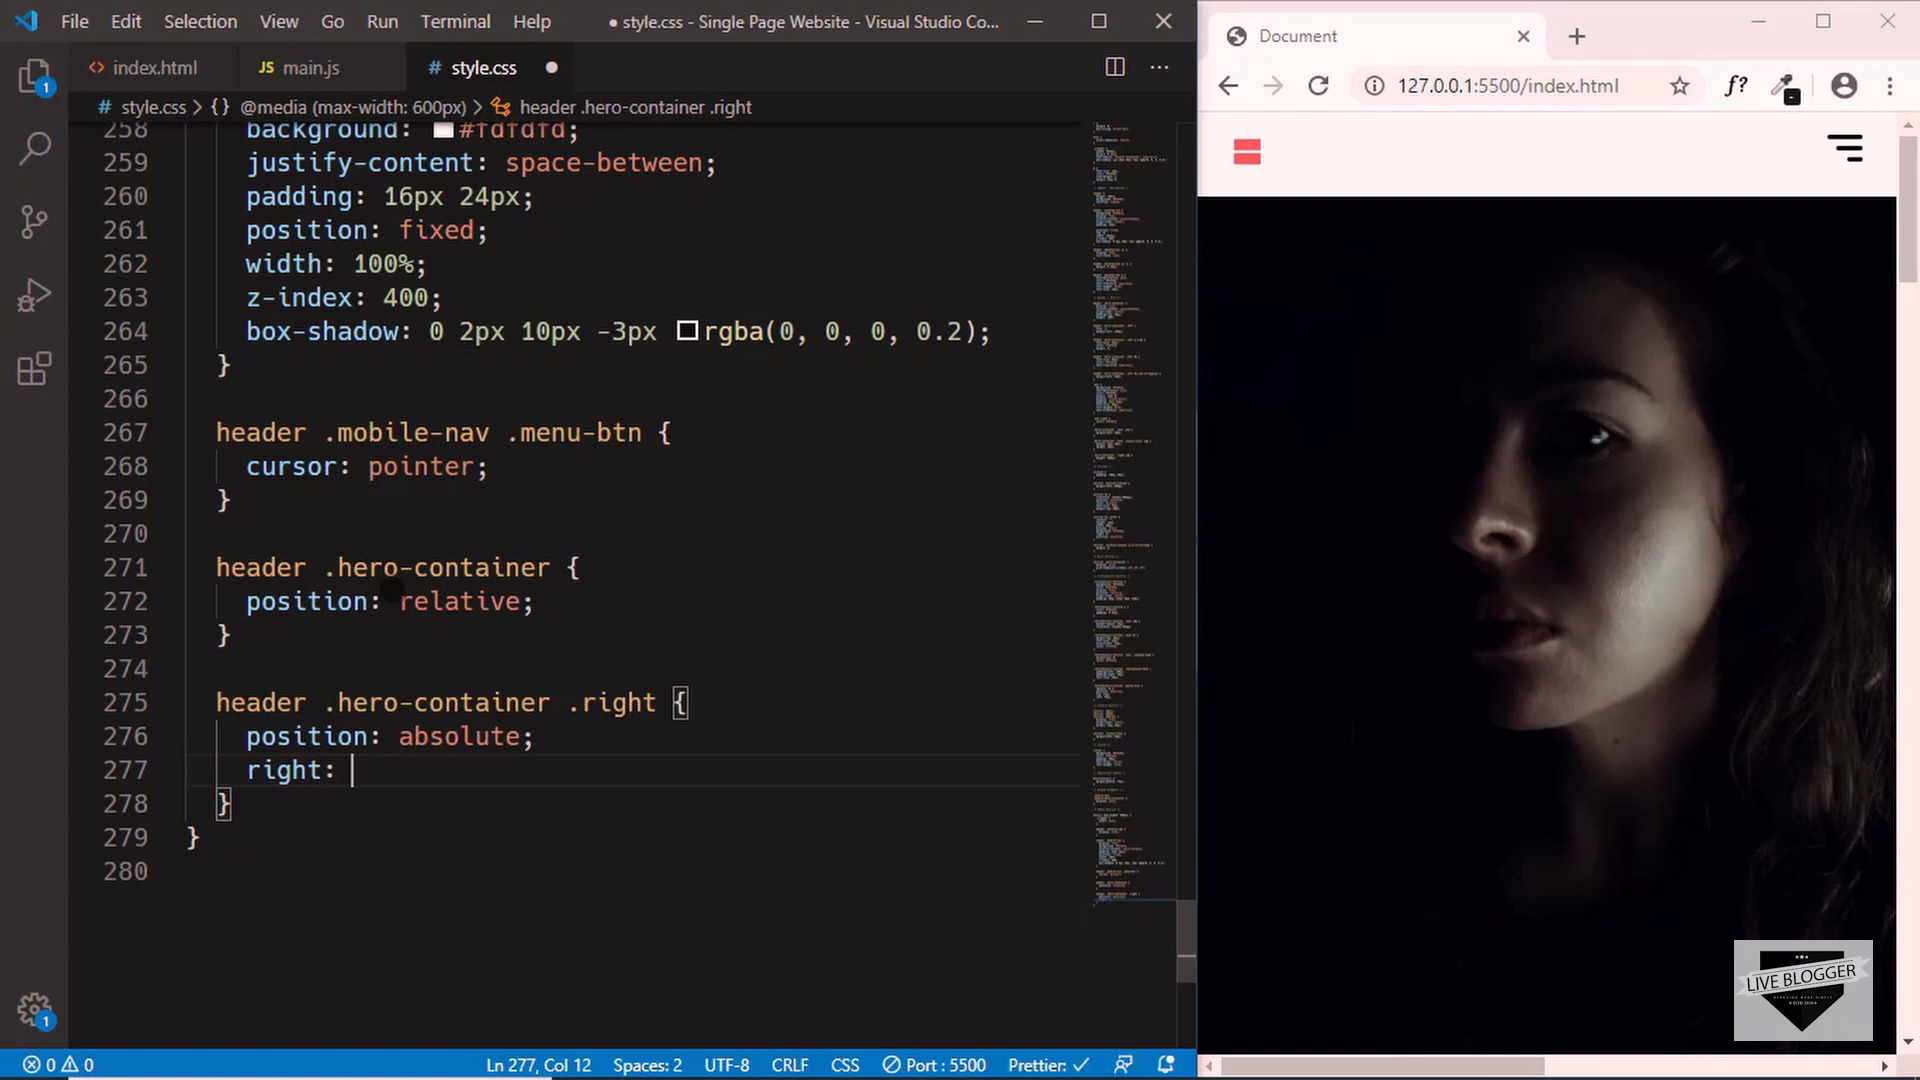 File Edit Selection View Go Run Terminal Help ● style.css - Single Page Website - Visual Studio Co...
<> index.html JS main.js # style.css ●
# style.css > {} @media (max-width: 600px) > header .hero-container .right
258 background: #fdfdfd;
259 justify-content: space-between;
260 padding: 16px 24px;
261 position: fixed;
262 width: 100%;
263 z-index: 400;
264 box-shadow: 0 2px 10px -3px rgba(0, 0, 0, 0.2);
265 }
266
267 header .mobile-nav .menu-btn {
268 cursor: pointer;
269 }
270
271 header .hero-container {
272 position: relative;
273 }
274
275 header .hero-container .right {
276 position: absolute;
277 right:
278 }
279 }
280
1
1
0 0 Ln 277, Col 12 Spaces: 2 UTF-8 CRLF CSS Port : 5500 Prettier: ✓
Document
127.0.0.1:5500/index.html f?
LIVE BLOGGER